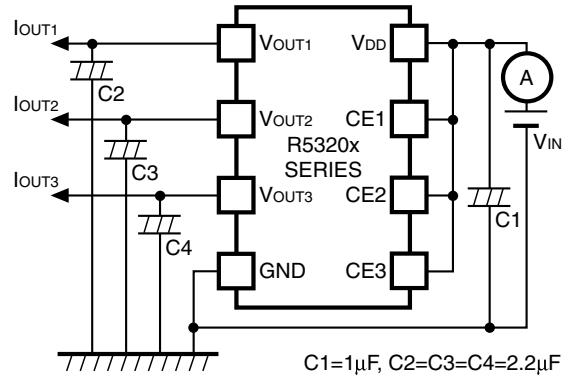 IOUT1
VOUT1
VDD
A
C2
IOUT2
VOUT2
CE1
R5320x
SERIES
VIN
C3
IOUT3
VOUT3
CE2
C1
C4
GND
CE3
C1=1μF, C2=C3=C4=2.2μF